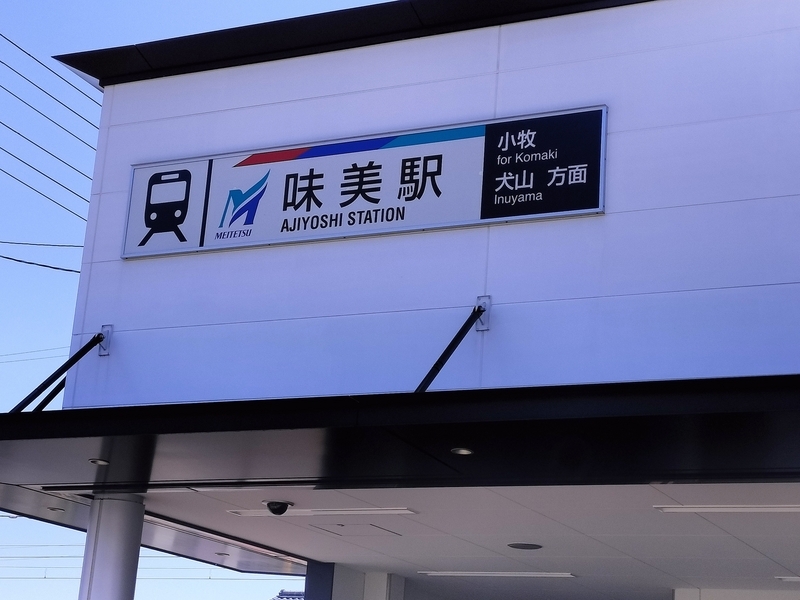 MEITETSU
味美駅
AJIYOSHI STATION
小牧
for Komaki
犬山 方面
Inuyama